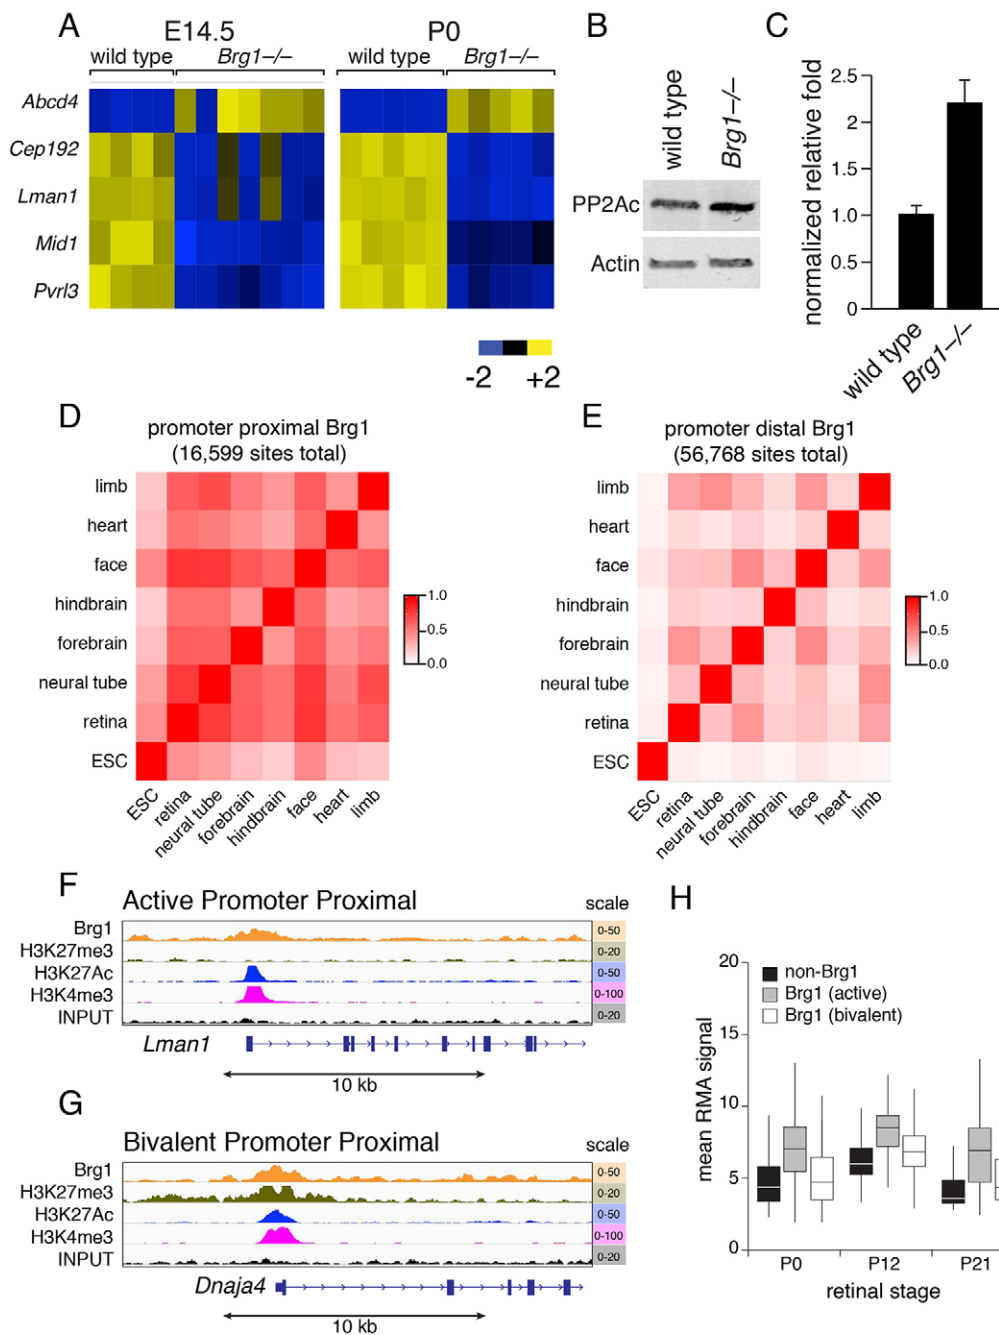 A
E14.5
P0
wild type
Brg1–/–
wild type
Brg1–/–
Abcd4
Cep192
Lman1
Mid1
Pvrl3
-2
+2
B
wild type
Brg1–/–
PP2Ac
Actin
C
normalized relative fold
2.5
2
1.5
1.0
0.5
0
wild type
Brg1–/–
D
promoter proximal Brg1
(16,599 sites total)
limb
heart
face
hindbrain
forebrain
neural tube
retina
ESC
ESC
retina
neural tube
forebrain
hindbrain
face
heart
limb
1.0
0.5
0.0
E
promoter distal Brg1
(56,768 sites total)
limb
heart
face
hindbrain
forebrain
neural tube
retina
ESC
ESC
retina
neural tube
forebrain
hindbrain
face
heart
limb
1.0
0.5
0.0
F
Active Promoter Proximal
scale
Brg1
0-50
H3K27me3
0-20
H3K27Ac
0-50
H3K4me3
0-100
INPUT
0-20
Lman1
10 kb
G
Bivalent Promoter Proximal
scale
Brg1
0-50
H3K27me3
0-20
H3K27Ac
0-50
H3K4me3
0-100
INPUT
0-20
Dnaja4
10 kb
H
mean RMA signal
20
15
10
5
0
non-Brg1
Brg1 (active)
Brg1 (bivalent)
P0
P12
P21
retinal stage